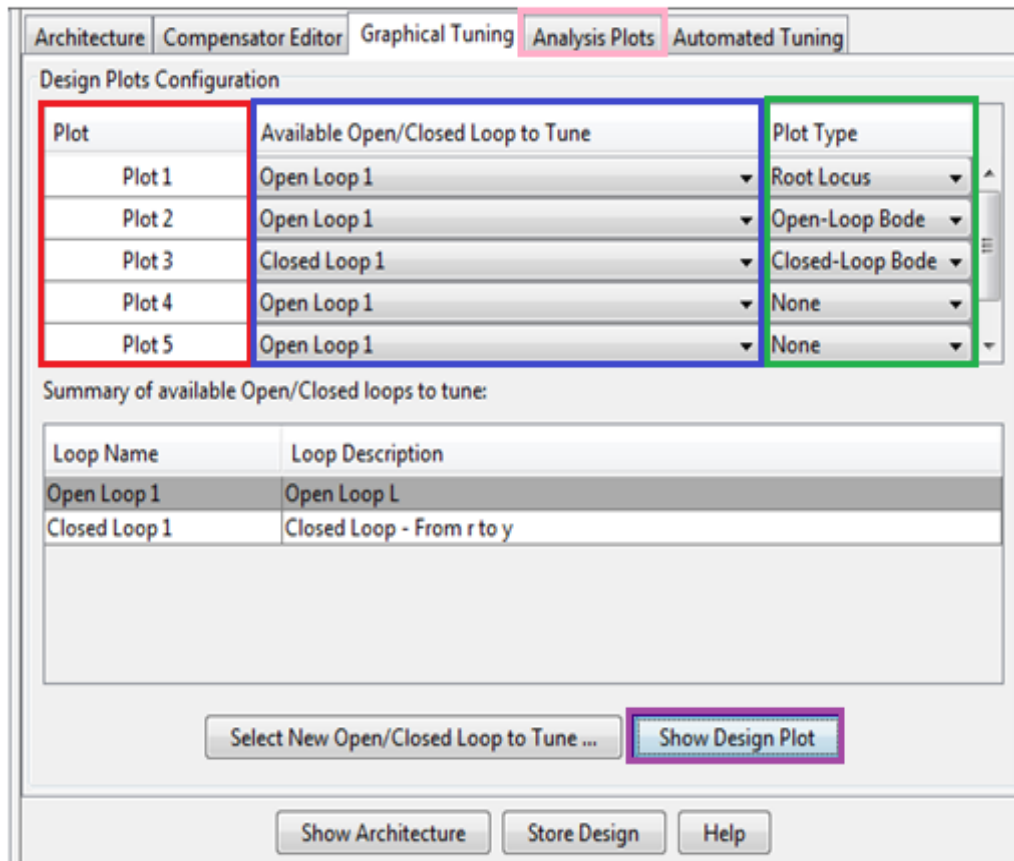 Architecture Compensator Editor Graphical Tuning Analysis Plots Automated Tuning
Design Plots Configuration
Plot Available Open/Closed Loop to Tune Plot Type
Plot 1 Open Loop 1 Root Locus
Plot 2 Open Loop 1 Open-Loop Bode
Plot 3 Closed Loop 1 Closed-Loop Bode
Plot 4 Open Loop 1 None
Plot 5 Open Loop 1 None
Summary of available Open/Closed loops to tune:
Loop Name Loop Description
Open Loop 1 Open Loop L
Closed Loop 1 Closed Loop - From r to y
Select New Open/Closed Loop to Tune ... Show Design Plot
Show Architecture Store Design Help